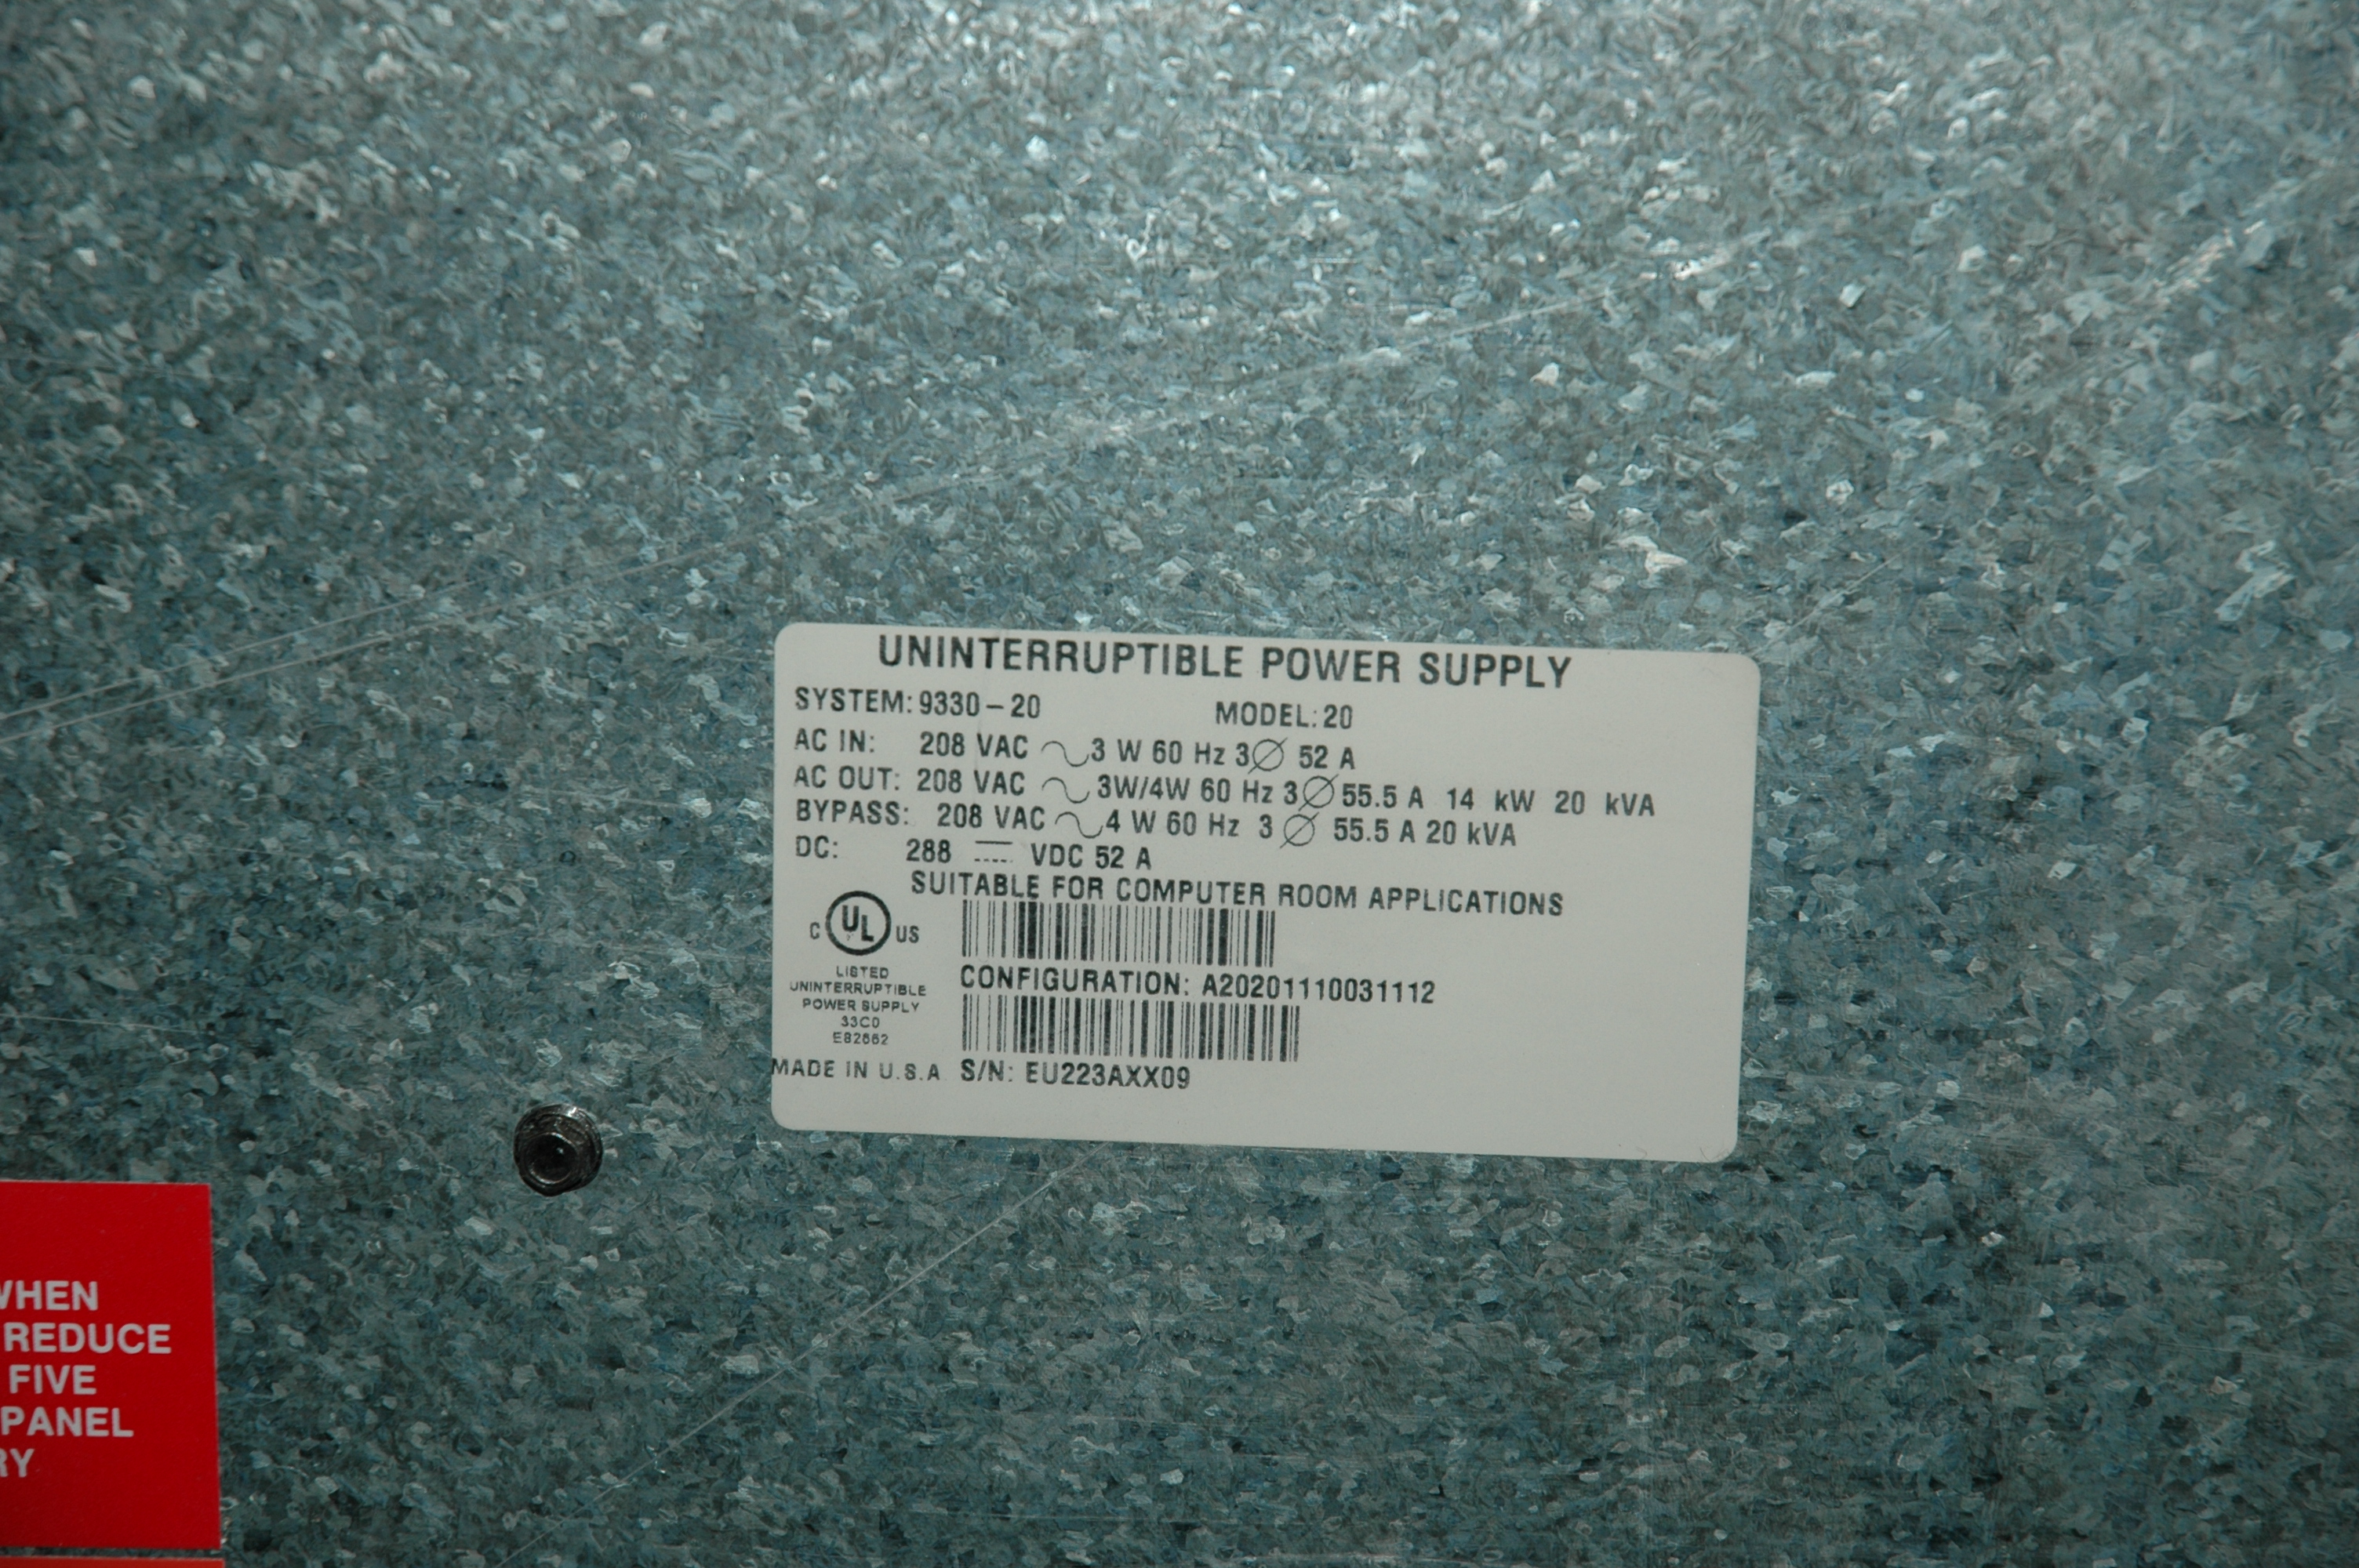 UNINTERRUPTIBLE POWER SUPPLY
SYSTEM: 9330-20 MODEL: 20
AC IN: 208 VAC ∿ 3 W 60 Hz 3∅ 52 A
AC OUT: 208 VAC ∿ 3W/4W 60 Hz 3∅ 55.5 A 14 kW 20 kVA
BYPASS: 208 VAC ∿ 4 W 60 Hz 3 ∅ 55.5 A 20 kVA
DC: 288 ⎓ VDC 52 A
SUITABLE FOR COMPUTER ROOM APPLICATIONS
C UL US
LISTED
UNINTERRUPTIBLE
POWER SUPPLY
33C0
E82662
CONFIGURATION: A20201110031112
MADE IN U.S.A S/N: EU223AXX09
WHEN
REDUCE
FIVE
PANEL
RY